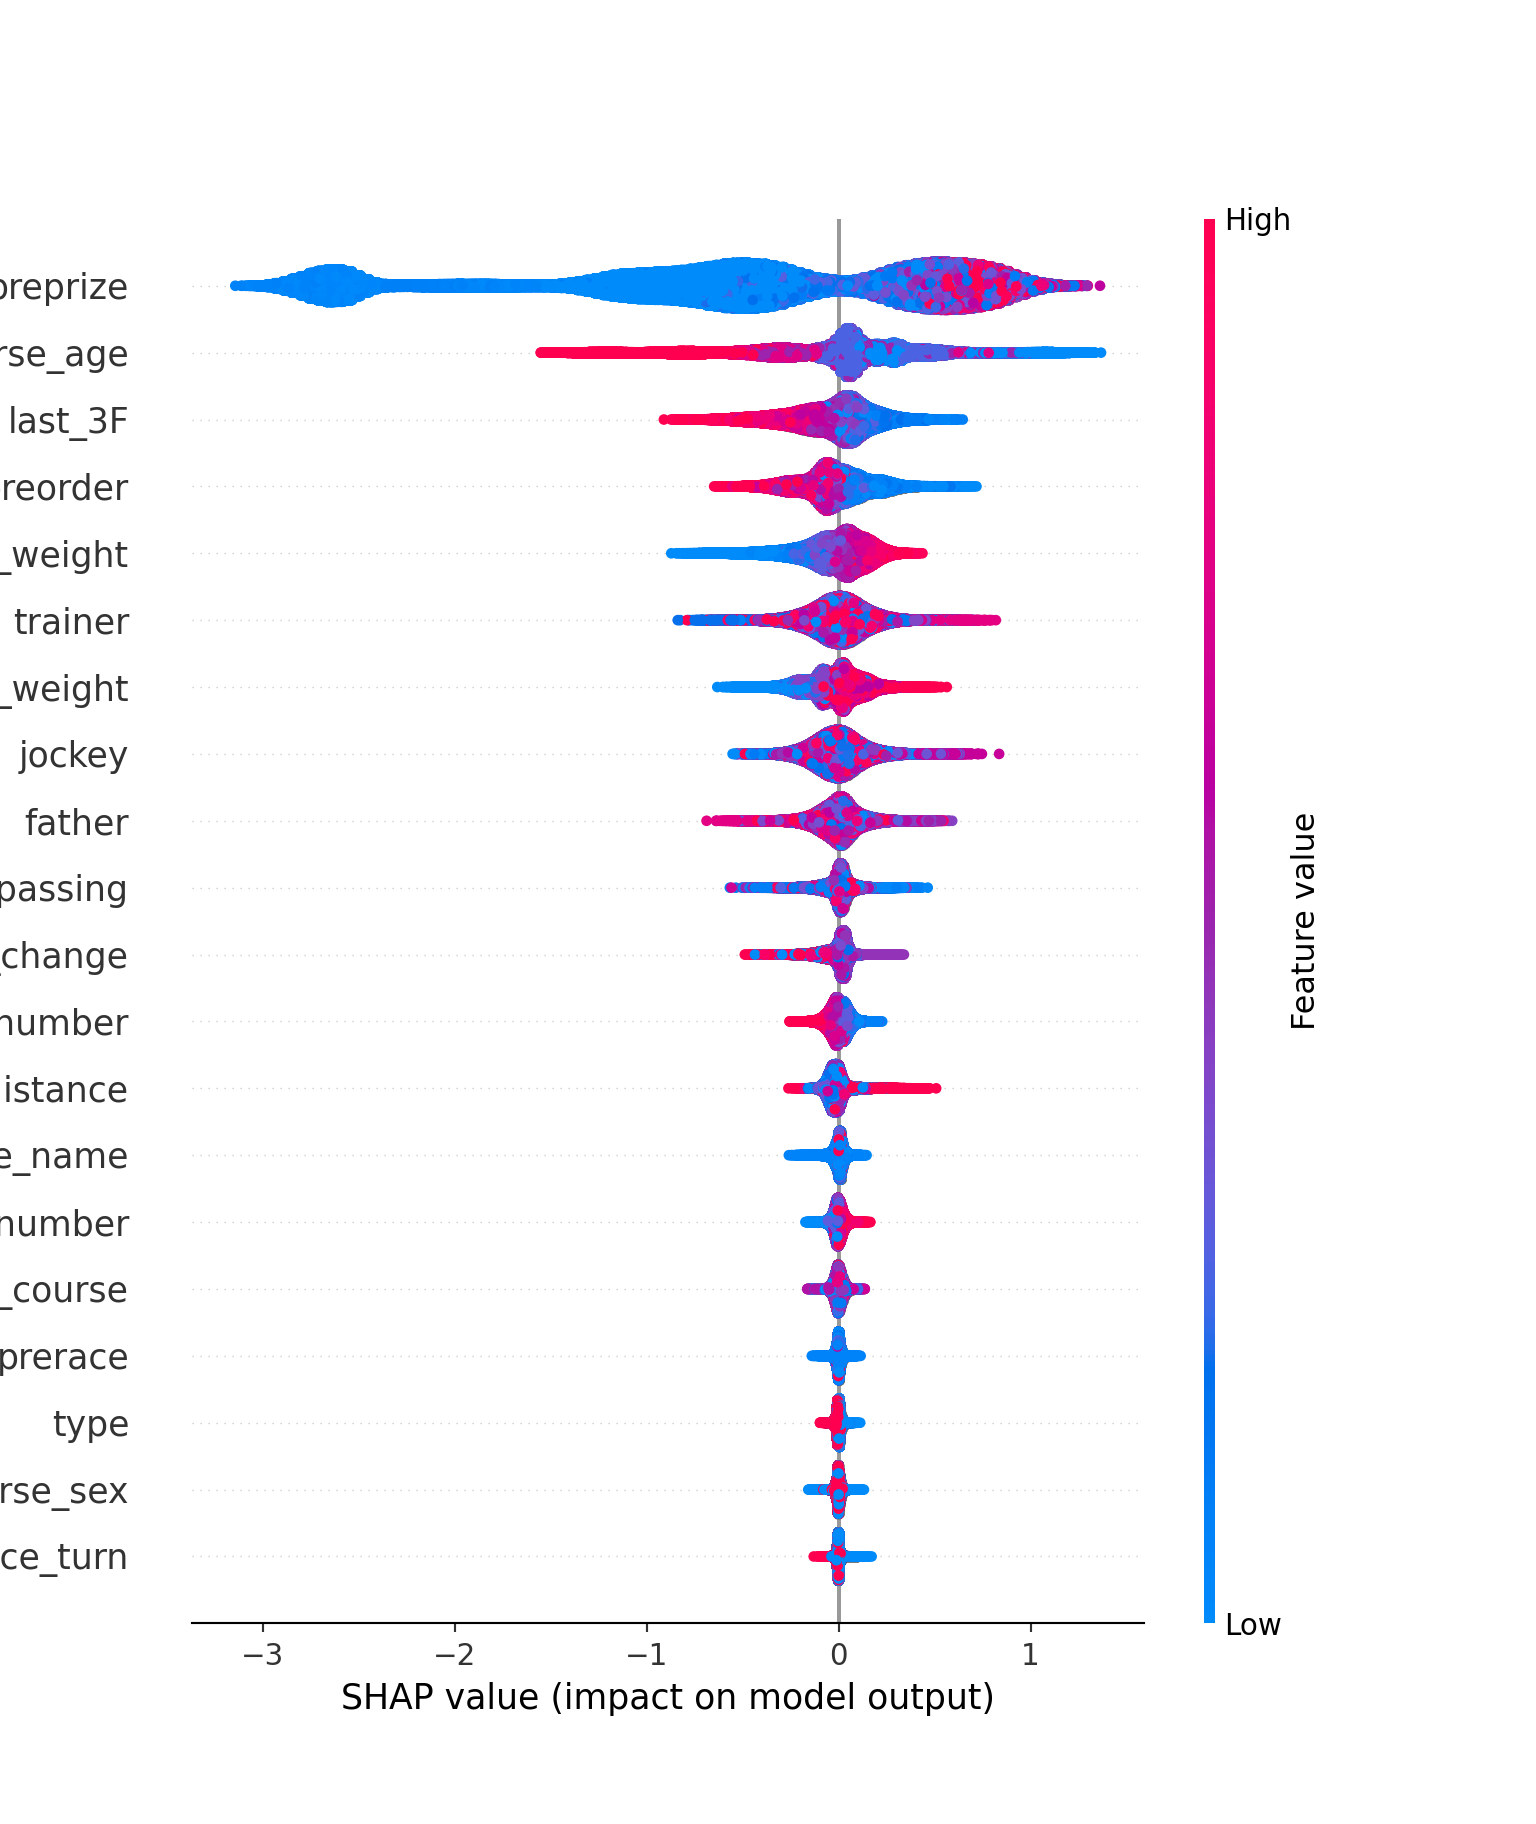 High
preprize
rse_age
last_3F
reorder
_weight
trainer
_weight
jockey
father
passing
_change
number
istance
e_name
number
_course
prerace
type
rse_sex
ce_turn
Feature value
Low
−3 −2 −1 0 1
SHAP value (impact on model output)